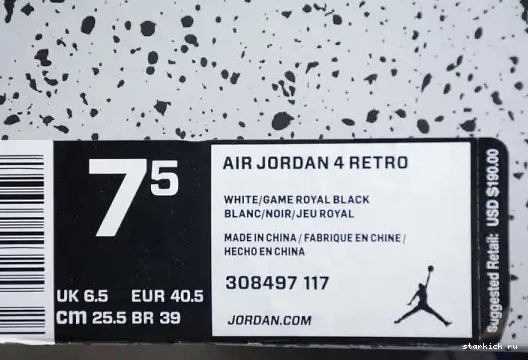 7⁵
UK 6.5 EUR 40.5
cm 25.5 BR 39
AIR JORDAN 4 RETRO
WHITE/GAME ROYAL BLACK
BLANC/NOIR/JEU ROYAL
MADE IN CHINA / FABRIQUE EN CHINE /
HECHO EN CHINA
308497 117
JORDAN.COM
Suggested Retail: USD $190.00
starkick ru